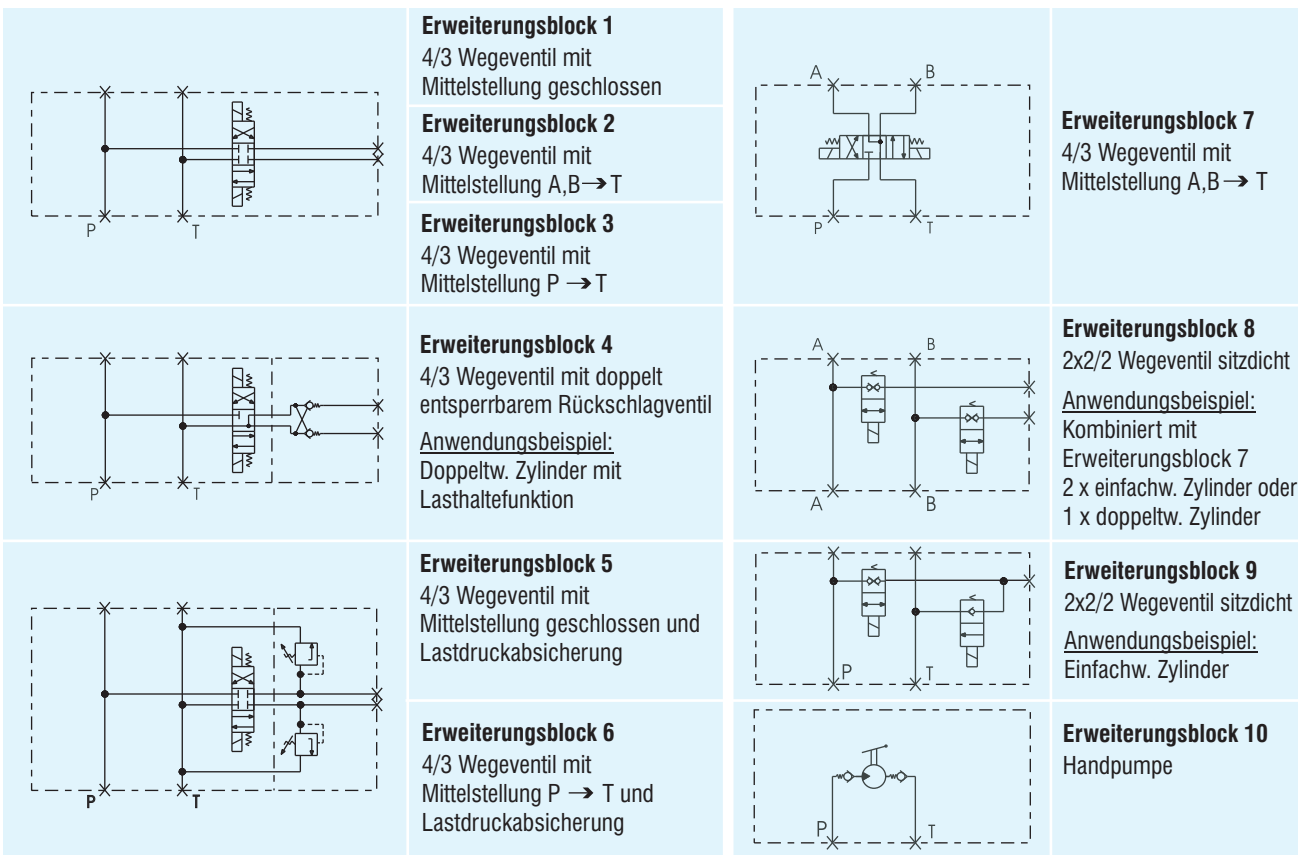 P
T
Erweiterungsblock 1
4/3 Wegeventil mit
Mittelstellung geschlossen
Erweiterungsblock 2
4/3 Wegeventil mit
Mittelstellung A,B→T
Erweiterungsblock 3
4/3 Wegeventil mit
Mittelstellung P → T
P
T
Erweiterungsblock 4
4/3 Wegeventil mit doppelt
entsperrbarem Rückschlagventil
Anwendungsbeispiel:
Doppeltw. Zylinder mit
Lasthaltefunktion
P
T
Erweiterungsblock 5
4/3 Wegeventil mit
Mittelstellung geschlossen und
Lastdruckabsicherung
Erweiterungsblock 6
4/3 Wegeventil mit
Mittelstellung P → T und
Lastdruckabsicherung
A
B
P
T
Erweiterungsblock 7
4/3 Wegeventil mit
Mittelstellung A,B→ T
A
B
A
B
Erweiterungsblock 8
2x2/2 Wegeventil sitzdicht
Anwendungsbeispiel:
Kombiniert mit
Erweiterungsblock 7
2 x einfachw. Zylinder oder
1 x doppeltw. Zylinder
P
T
Erweiterungsblock 9
2x2/2 Wegeventil sitzdicht
Anwendungsbeispiel:
Einfachw. Zylinder
P
T
Erweiterungsblock 10
Handpumpe